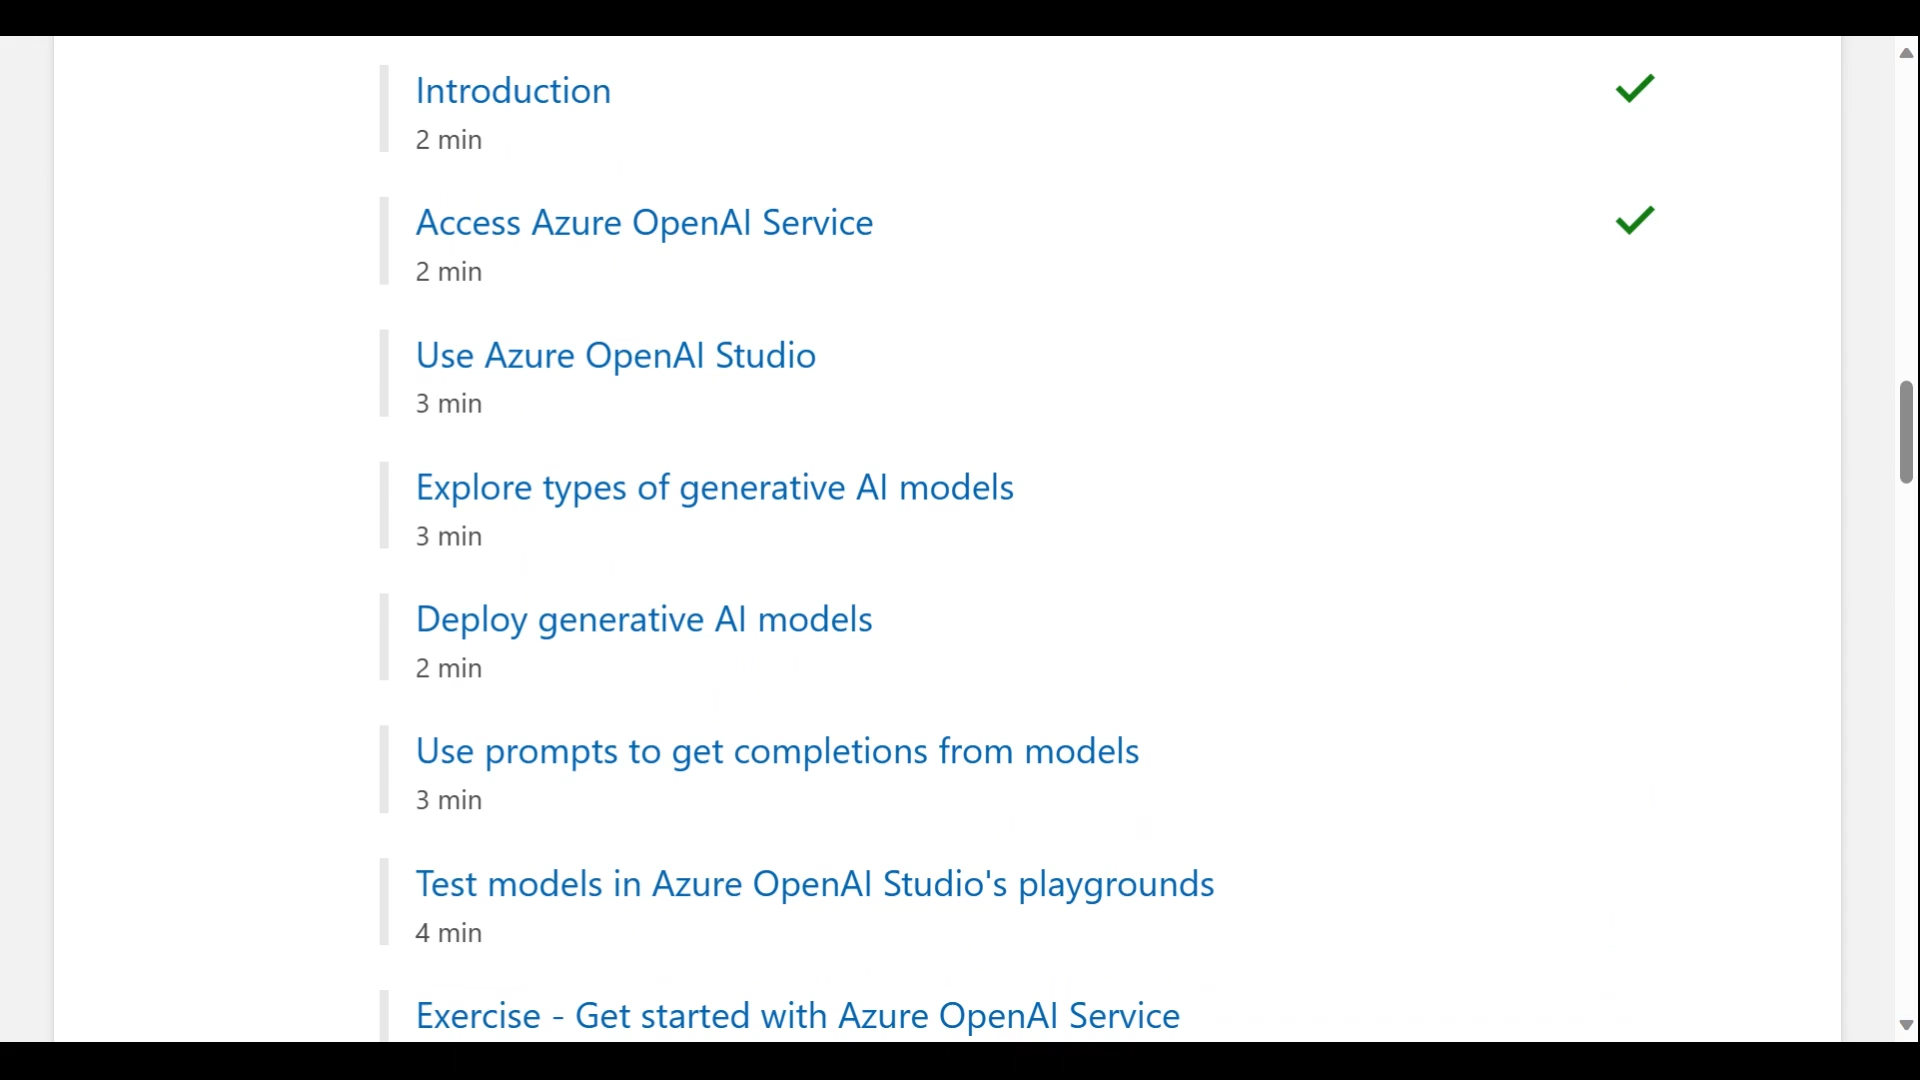 Introduction
2 min
Access Azure OpenAI Service
2 min
Use Azure OpenAI Studio
3 min
Explore types of generative AI models
3 min
Deploy generative AI models
2 min
Use prompts to get completions from models
3 min
Test models in Azure OpenAI Studio's playgrounds
4 min
Exercise - Get started with Azure OpenAI Service